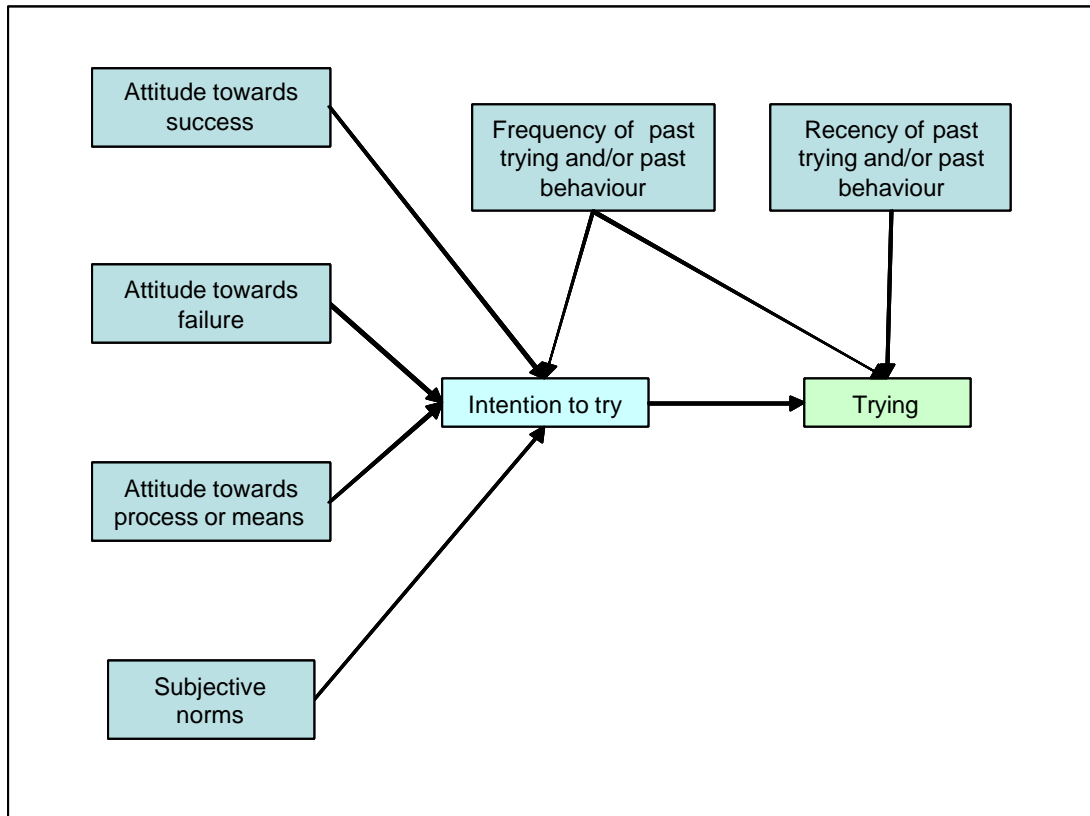 Attitude towards
success
Frequency of past
trying and/or past
behaviour
Recency of past
trying and/or past
behaviour
Attitude towards
failure
Intention to try
Trying
Attitude towards
process or means
Subjective
norms